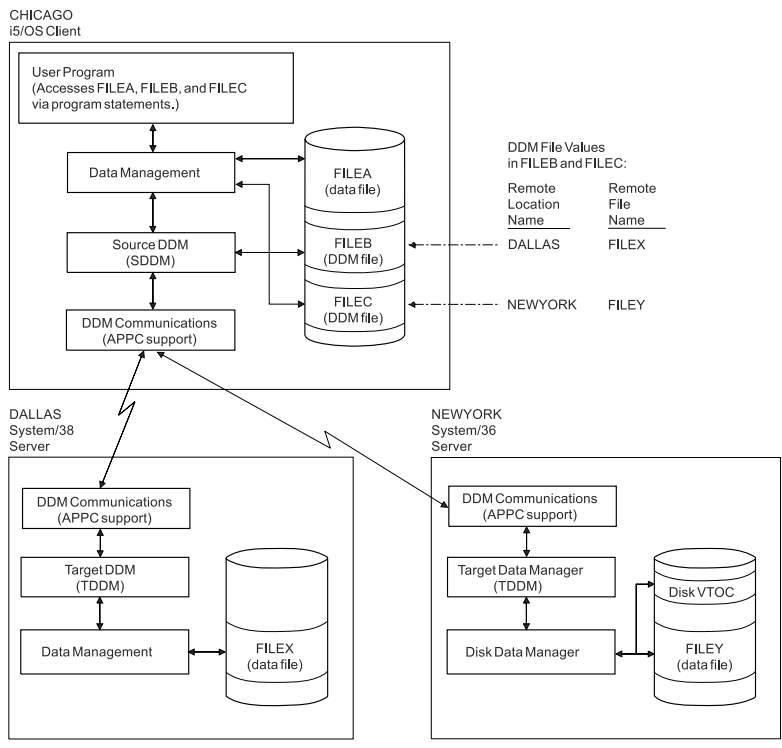 CHICAGO
i5/OS Client
User Program
(Accesses FILEA, FILEB, and FILEC
via program statements.)
Data Management
FILEA
(data file)
Source DDM
(SDDM)
FILEB
(DDM file)
FILEC
(DDM file)
DDM Communications
(APPC support)
DDM File Values
in FILEB and FILEC:
Remote
Location
Name
Remote
File
Name
DALLAS
FILEX
NEWYORK
FILEY
DALLAS
System/38
Server
DDM Communications
(APPC support)
Target DDM
(TDDM)
Data Management
FILEX
(data file)
NEWYORK
System/36
Server
DDM Communications
(APPC support)
Target Data Manager
(TDDM)
Disk VTOC
Disk Data Manager
FILEY
(data file)